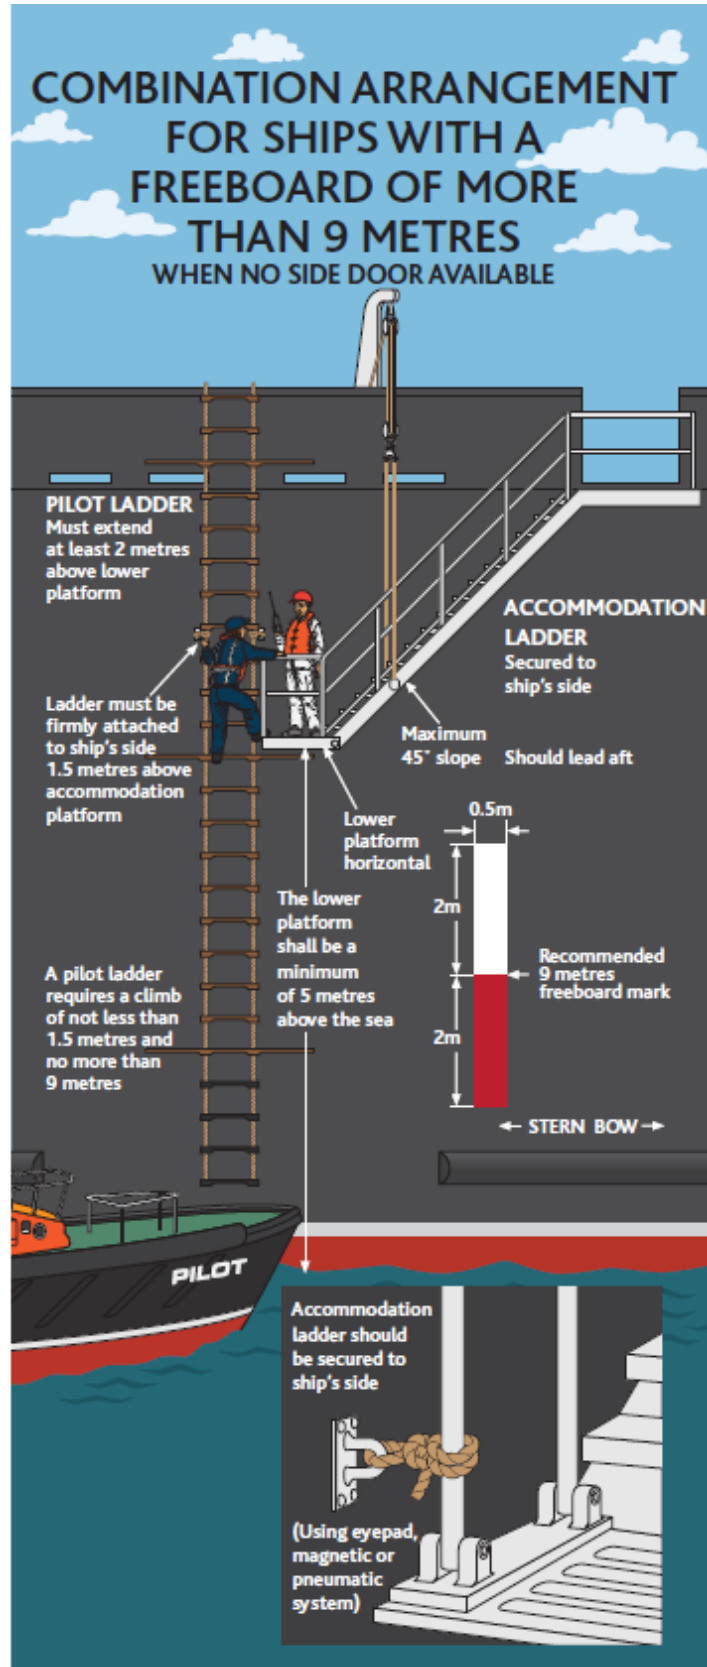 COMBINATION ARRANGEMENT
FOR SHIPS WITH A
FREEBOARD OF MORE
THAN 9 METRES
WHEN NO SIDE DOOR AVAILABLE
PILOT LADDER
Must extend
at least 2 metres
above lower
platform
ACCOMMODATION
LADDER
Secured to
ship's side
Ladder must be
firmly attached
to ship's side
1.5 metres above
accommodation
platform
Maximum
45° slope
Should lead aft
Lower
platform
horizontal
0.5m
2m
The lower
platform
shall be a
minimum
of 5 metres
above the sea
Recommended
9 metres
freeboard mark
2m
A pilot ladder
requires a climb
of not less than
1.5 metres and
no more than
9 metres
STERN BOW
PILOT
Accommodation
ladder should
be secured to
ship's side
(Using eyepad,
magnetic or
pneumatic
system)